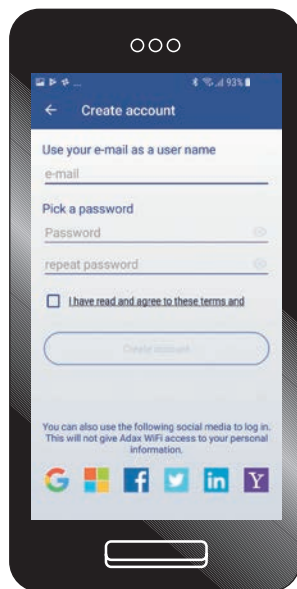 93%
Create account
Use your e-mail as a user name
e-mail
Pick a password
Password
repeat password
I have read and agree to these terms and
Create account
You can also use the following social media to log in.
This will not give Adax WiFi access to your personal
information.
G f in Y